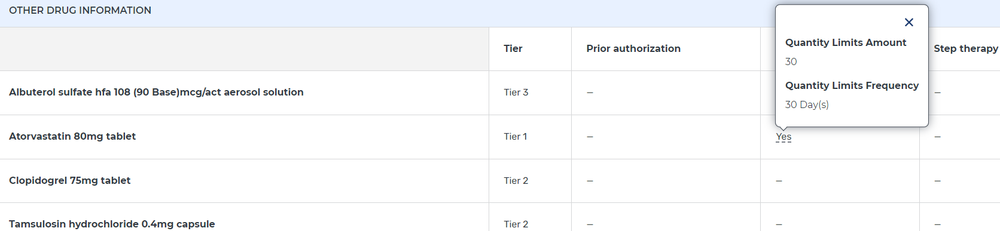 OTHER DRUG INFORMATION
Tier
Prior authorization
Step therapy
Quantity Limits Amount
30
Quantity Limits Frequency
30 Day(s)
Albuterol sulfate hfa 108 (90 Base)mcg/act aerosol solution
Tier 3
–
–
Atorvastatin 80mg tablet
Tier 1
–
Yes
–
Clopidogrel 75mg tablet
Tier 2
–
–
–
Tamsulosin hydrochloride 0.4mg capsule
Tier 2
–
–
–